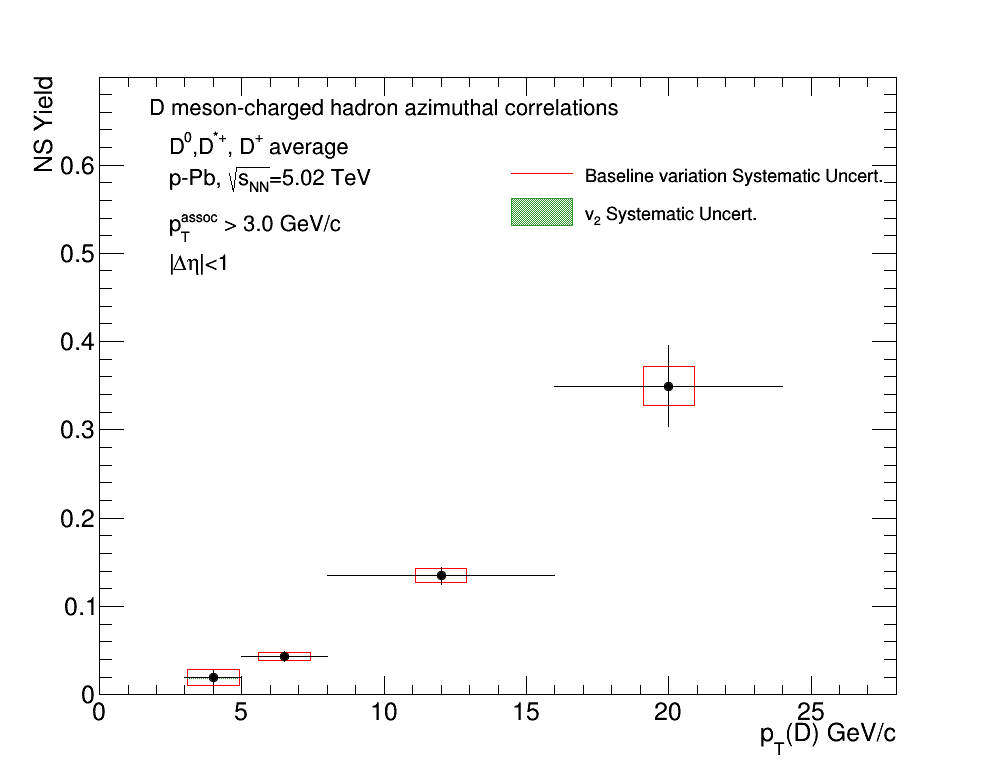 NS Yield
D meson-charged hadron azimuthal correlations
D⁰,D*⁺, D⁺ average
p-Pb, √sNN=5.02 TeV
pTassoc > 3.0 GeV/c
|Δη|<1
Baseline variation Systematic Uncert.
v₂ Systematic Uncert.
0.6
0.5
0.4
0.3
0.2
0.1
0
0 5 10 15 20 25
pT(D) GeV/c